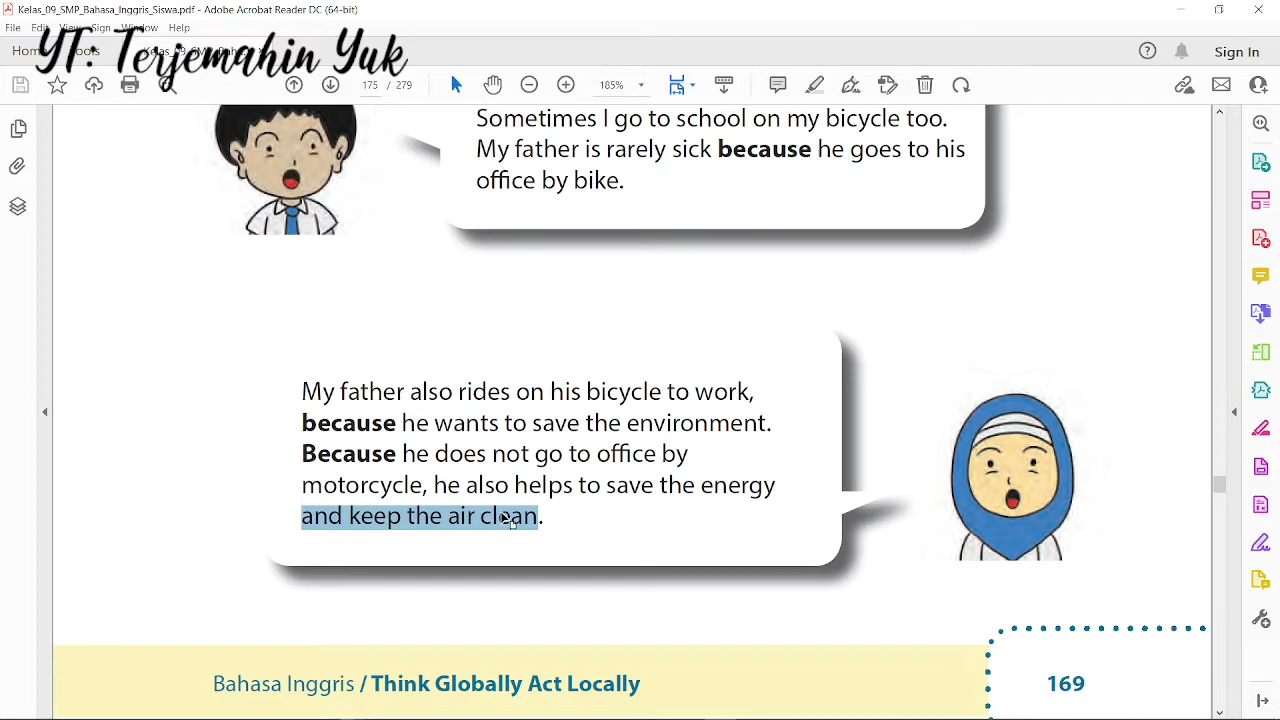 Kelas_09_SMP_Bahasa_Inggris_Siswa.pdf - Adobe Acrobat Reader DC (64-bit)
File Edit View Sign Window Help
YT: Terjemahin Yuk
Home Tools
Sign In
175 / 279
185%
Sometimes I go to school on my bicycle too.
My father is rarely sick because he goes to his
office by bike.
My father also rides on his bicycle to work,
because he wants to save the environment.
Because he does not go to office by
motorcycle, he also helps to save the energy
and keep the air clean.
Bahasa Inggris / Think Globally Act Locally
169